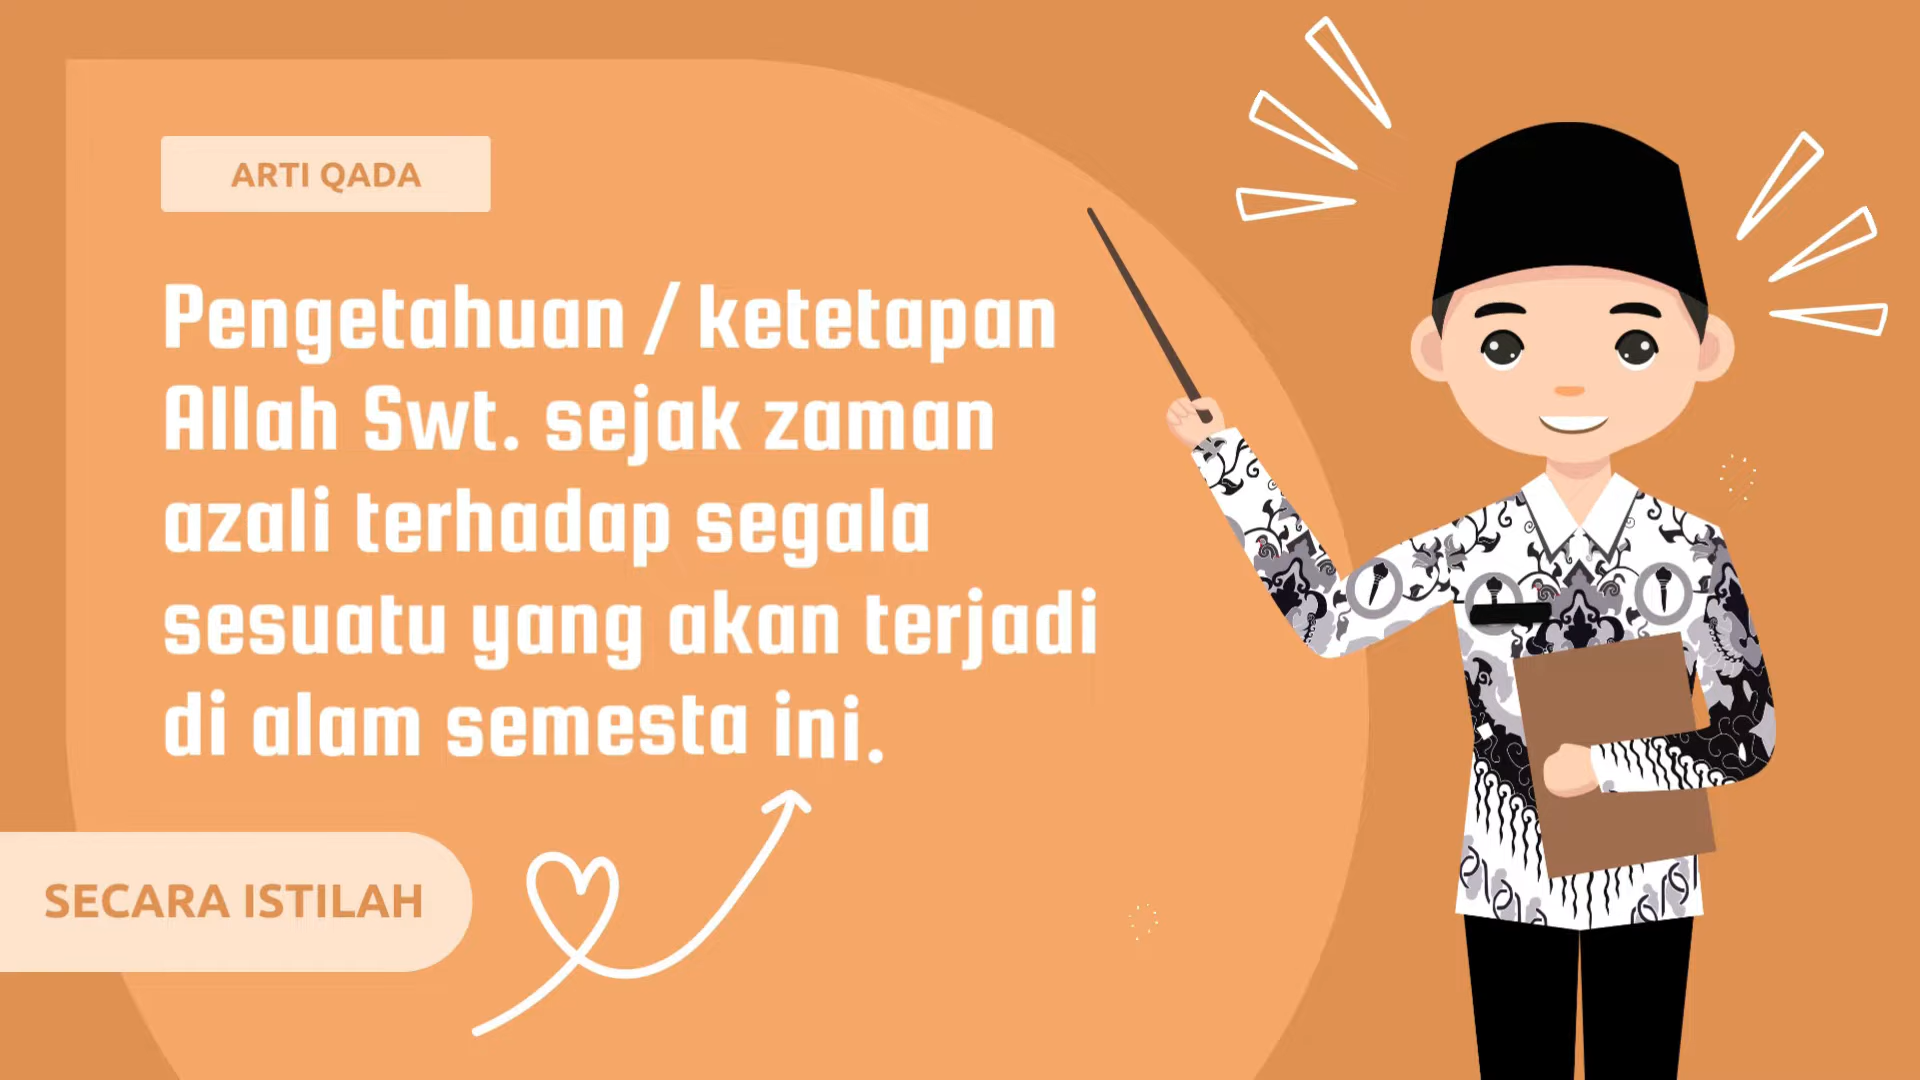 ARTI QADA
Pengetahuan / ketetapan
Allah Swt. sejak zaman
azali terhadap segala
sesuatu yang akan terjadi
di alam semesta ini.
SECARA ISTILAH